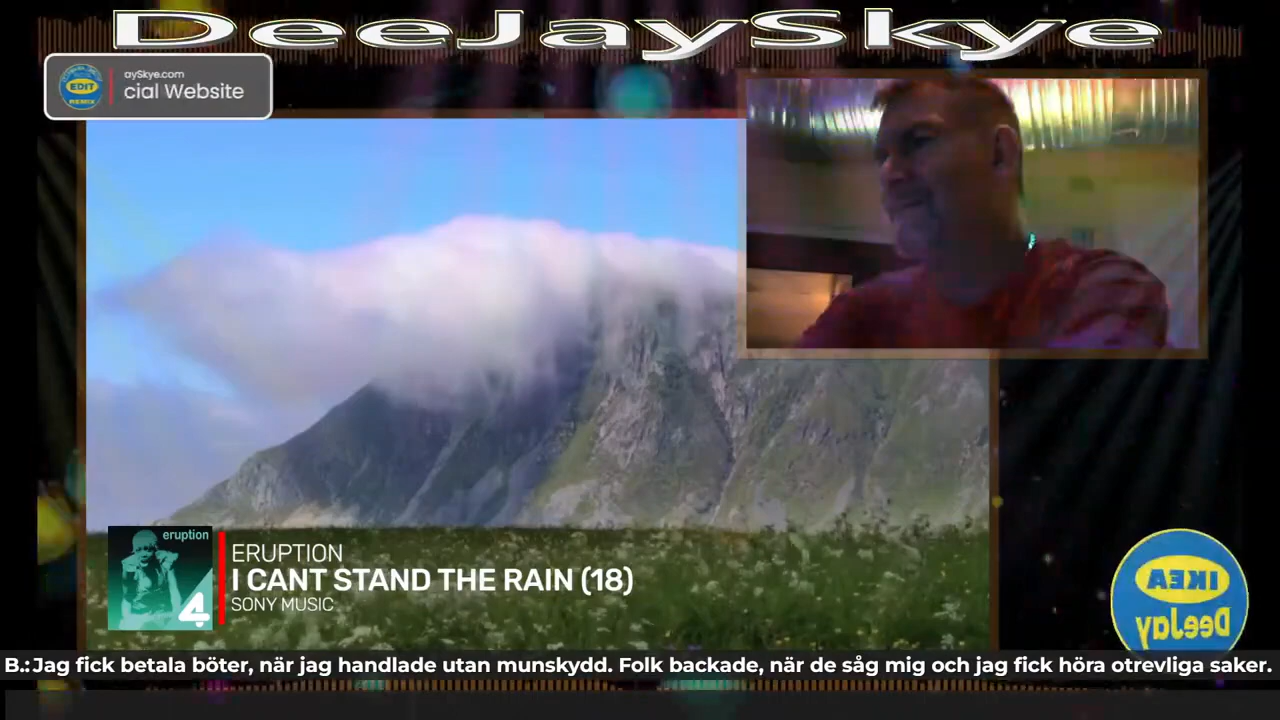 DeeJaySkye
aySkye.com
cial Website
EDIT
REMIX
eruption
4
ERUPTION
I CANT STAND THE RAIN (18)
SONY MUSIC
IKEA
DeeJay
B.:Jag fick betala böter, när jag handlade utan munskydd. Folk backade, när de såg mig och jag fick höra otrevliga saker.